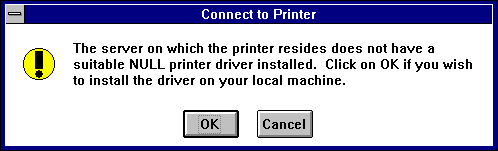 Connect to Printer
The server on which the printer resides does not have a
suitable NULL printer driver installed.  Click on OK if you wish
to install the driver on your local machine.
OK
Cancel